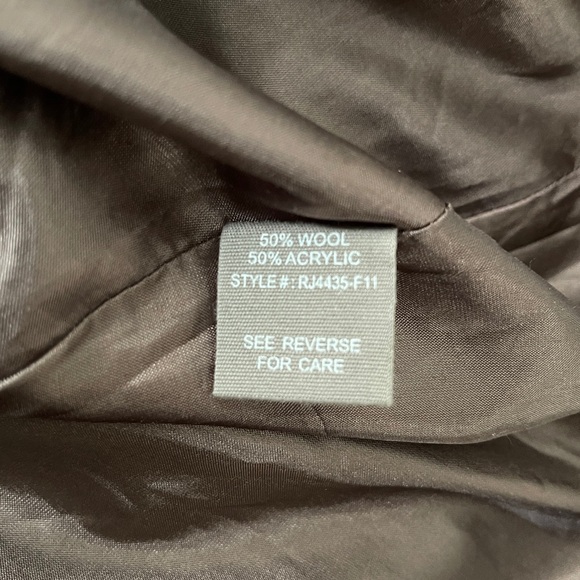 50% WOOL
50% ACRYLIC
STYLE # : RJ4435-F11
SEE REVERSE
FOR CARE